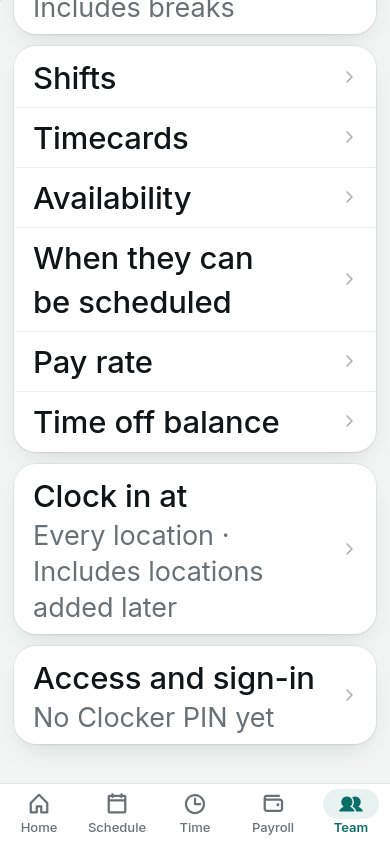 Includes breaks
Shifts
Timecards
Availability
When they can
be scheduled
Pay rate
Time off balance
Clock in at
Every location ·
Includes locations
added later
Access and sign-in
No Clocker PIN yet
Home
Schedule
Time
Payroll
Team